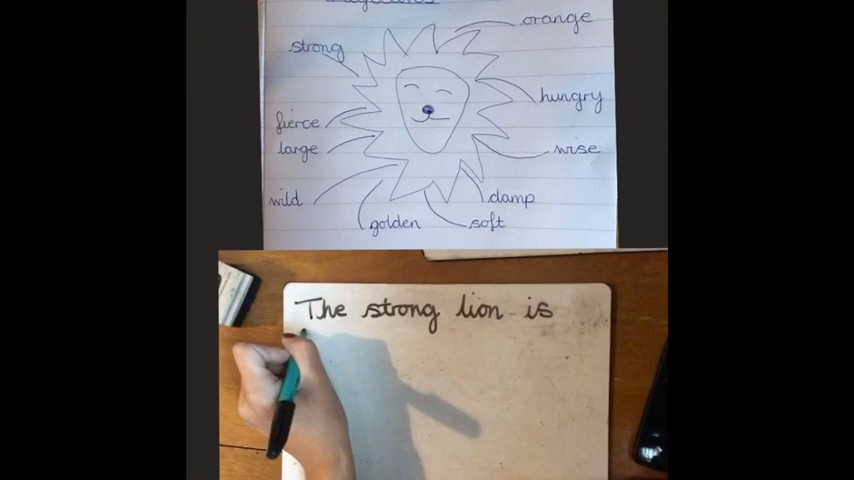 orange
strong
hungry
fierce
large
wise
wild
damp
golden
soft
The strong lion is